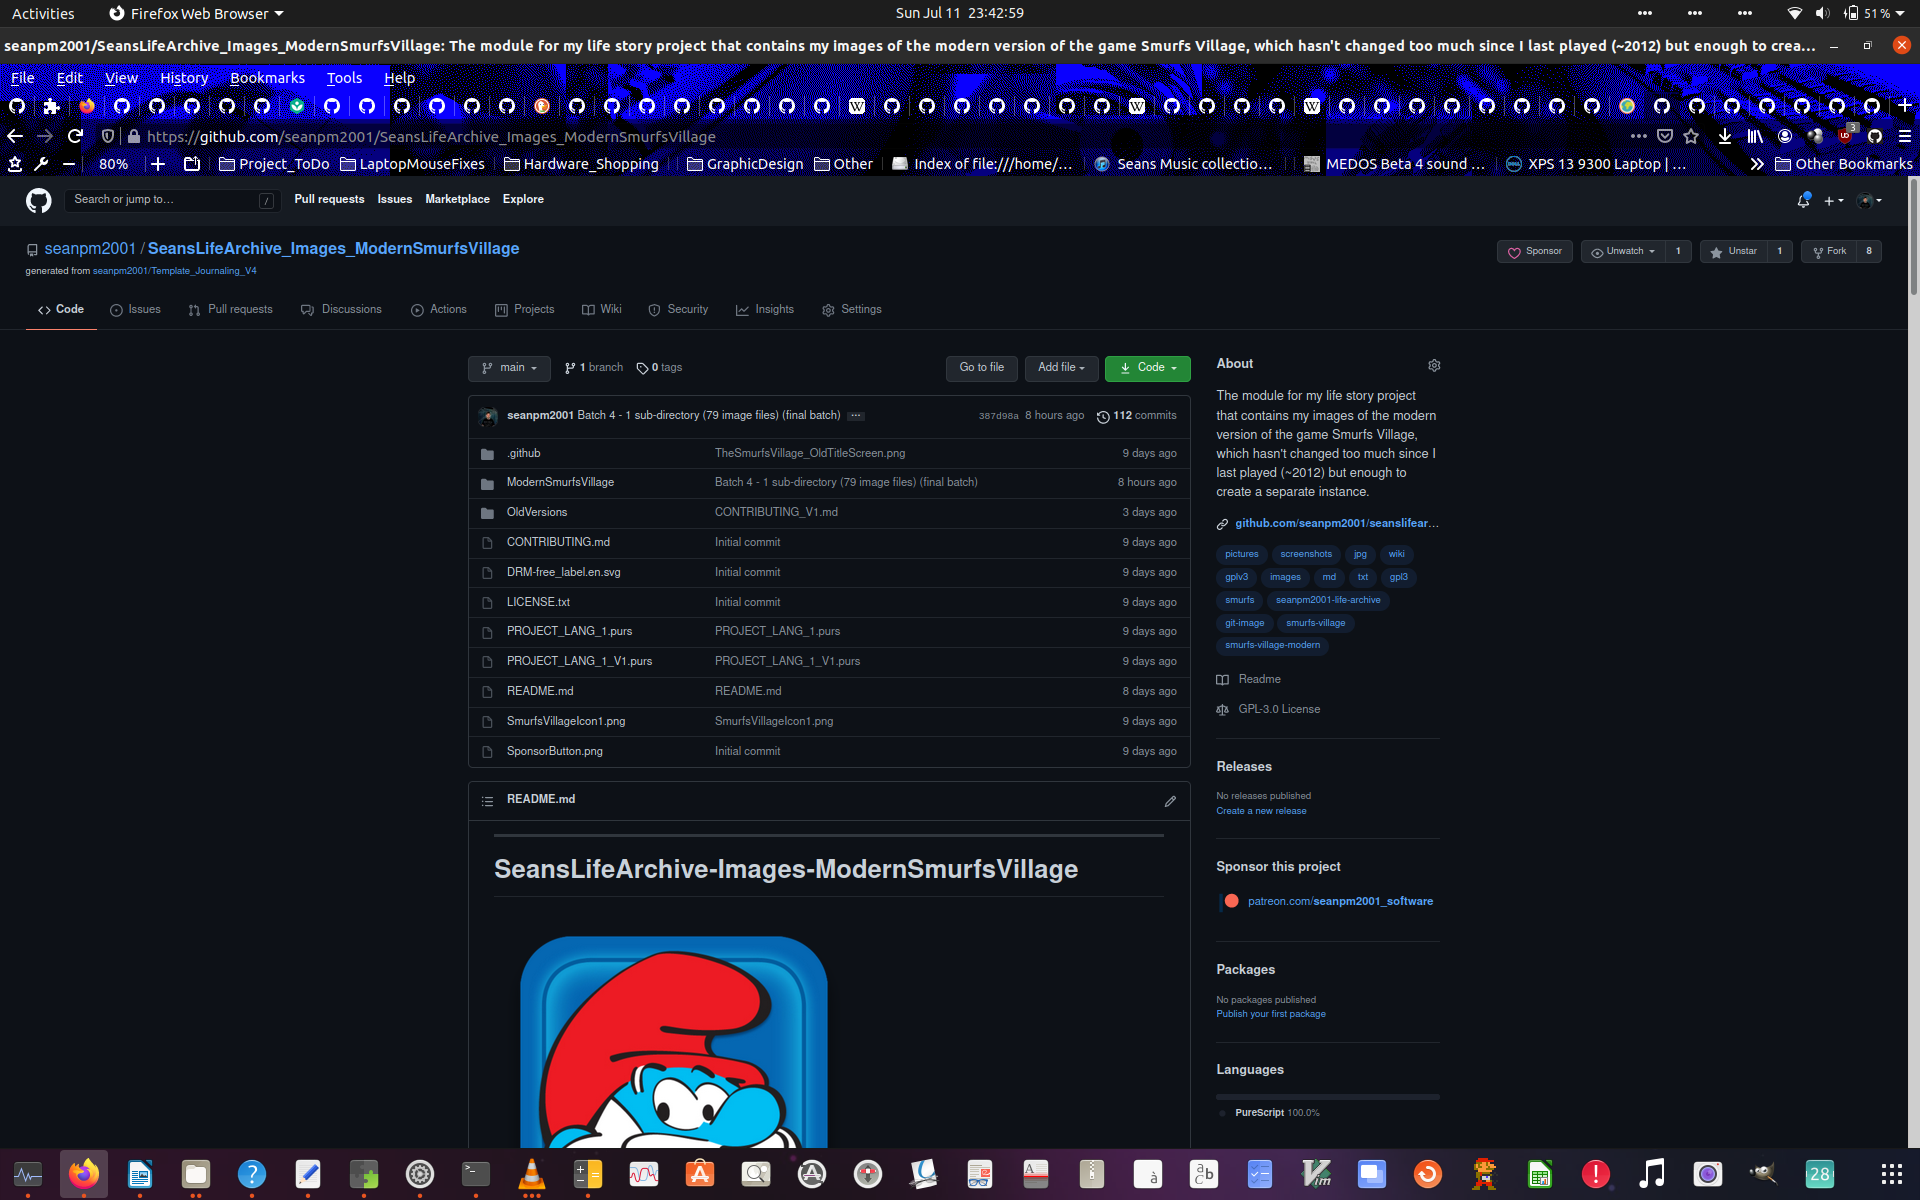 Activities
Firefox Web Browser
Sun Jul 11 23:42:59
51 %
seanpm2001/SeansLifeArchive_Images_ModernSmurfsVillage: The module for my life story project that contains my images of the modern version of the game Smurfs Village, which hasn't changed too much since I last played (~2012) but enough to crea…
File Edit View History Bookmarks Tools Help
https://github.com/seanpm2001/SeansLifeArchive_Images_ModernSmurfsVillage
3
80%
Project_ToDo
LaptopMouseFixes
Hardware_Shopping
GraphicDesign
Other
Index of file:///home/…
Seans Music collectio…
MEDOS Beta 4 sound …
XPS 13 9300 Laptop | …
Other Bookmarks
Search or jump to…
/
Pull requests Issues Marketplace Explore
seanpm2001 / SeansLifeArchive_Images_ModernSmurfsVillage
generated from seanpm2001/Template_Journaling_V4
Sponsor
Unwatch 1
Unstar 1
Fork 8
Code
Issues
Pull requests
Discussions
Actions
Projects
Wiki
Security
Insights
Settings
main
1 branch
0 tags
Go to file
Add file
Code
seanpm2001 Batch 4 - 1 sub-directory (79 image files) (final batch) … 387d98a 8 hours ago 112 commits
.github TheSmurfsVillage_OldTitleScreen.png 9 days ago
ModernSmurfsVillage Batch 4 - 1 sub-directory (79 image files) (final batch) 8 hours ago
OldVersions CONTRIBUTING_V1.md 3 days ago
CONTRIBUTING.md Initial commit 9 days ago
DRM-free_label.en.svg Initial commit 9 days ago
LICENSE.txt Initial commit 9 days ago
PROJECT_LANG_1.purs PROJECT_LANG_1.purs 9 days ago
PROJECT_LANG_1_V1.purs PROJECT_LANG_1_V1.purs 9 days ago
README.md README.md 8 days ago
SmurfsVillageIcon1.png SmurfsVillageIcon1.png 9 days ago
SponsorButton.png Initial commit 9 days ago
README.md
SeansLifeArchive-Images-ModernSmurfsVillage
About
The module for my life story project
that contains my images of the modern
version of the game Smurfs Village,
which hasn't changed too much since I
last played (~2012) but enough to
create a separate instance.
github.com/seanpm2001/seanslifear…
pictures screenshots jpg wiki
gplv3 images md txt gpl3
smurfs seanpm2001-life-archive
git-image smurfs-village
smurfs-village-modern
Readme
GPL-3.0 License
Releases
No releases published
Create a new release
Sponsor this project
patreon.com/seanpm2001_software
Packages
No packages published
Publish your first package
Languages
PureScript 100.0%
28